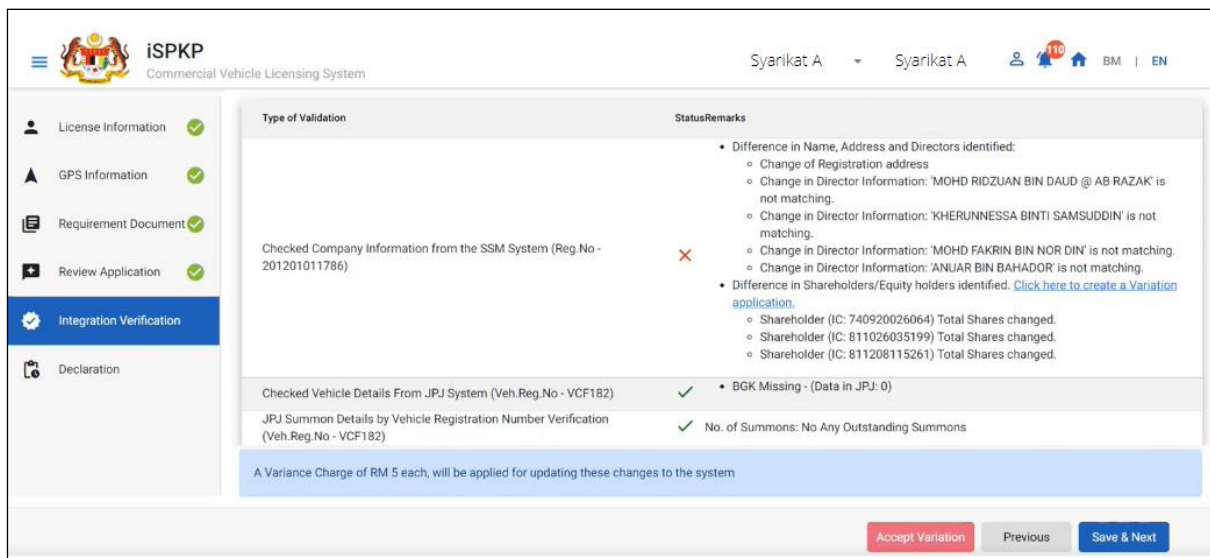 iSPKP
Commercial Vehicle Licensing System
Syarikat A
Syarikat A
110
BM | EN
License Information
GPS Information
Requirement Document
Review Application
Integration Verification
Declaration
Type of Validation
Status
Remarks
Checked Company Information from the SSM System (Reg.No -
201201011786)
• Difference in Name, Address and Directors identified:
Change of Registration address
Change in Director Information: 'MOHD RIDZUAN BIN DAUD @ AB RAZAK' is
not matching.
Change in Director Information: 'KHERUNNESSA BINTI SAMSUDDIN' is not
matching.
Change in Director Information: 'MOHD FAKRIN BIN NOR DIN' is not matching.
Change in Director Information: 'ANUAR BIN BAHADOR' is not matching.
• Difference in Shareholders/Equity holders identified. Click here to create a Variation
application.
Shareholder (IC: 740920026064) Total Shares changed.
Shareholder (IC: 811026035199) Total Shares changed.
Shareholder (IC: 811208115261) Total Shares changed.
Checked Vehicle Details From JPJ System (Veh.Reg.No - VCF182)
• BGK Missing - (Data in JPJ: 0)
JPJ Summon Details by Vehicle Registration Number Verification
(Veh.Reg.No - VCF182)
No. of Summons: No Any Outstanding Summons
A Variance Charge of RM 5 each, will be applied for updating these changes to the system
Accept Variation
Previous
Save & Next